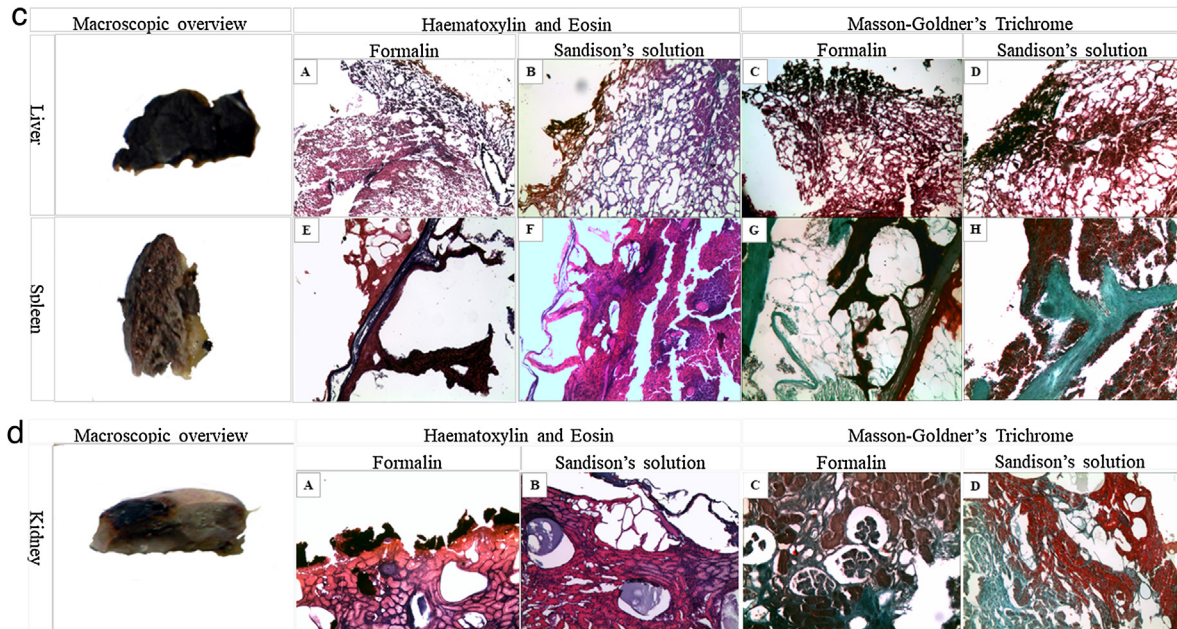 c
Macroscopic overview
Haematoxylin and Eosin
Masson-Goldner's Trichrome
Formalin
Sandison's solution
Formalin
Sandison's solution
Liver
A
B
C
D
Spleen
E
F
G
H
d
Macroscopic overview
Haematoxylin and Eosin
Masson-Goldner's Trichrome
Formalin
Sandison's solution
Formalin
Sandison's solution
Kidney
A
B
C
D